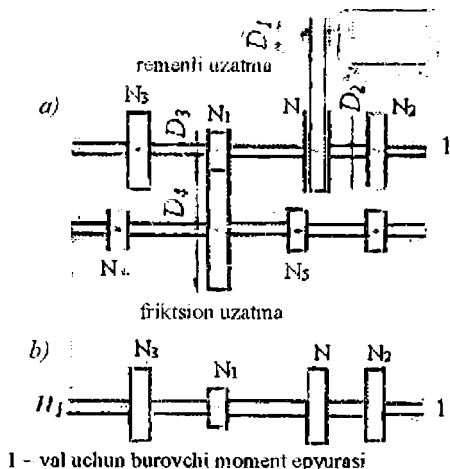 D₁
remenli uzatma
a)
N₃ D₃ N₁ N D₂ N₂
1
D₄
N₅
friktsion uzatma
b)
N₃ N₁ N N₂
1
1 - val uchun burovchi moment epyurasi